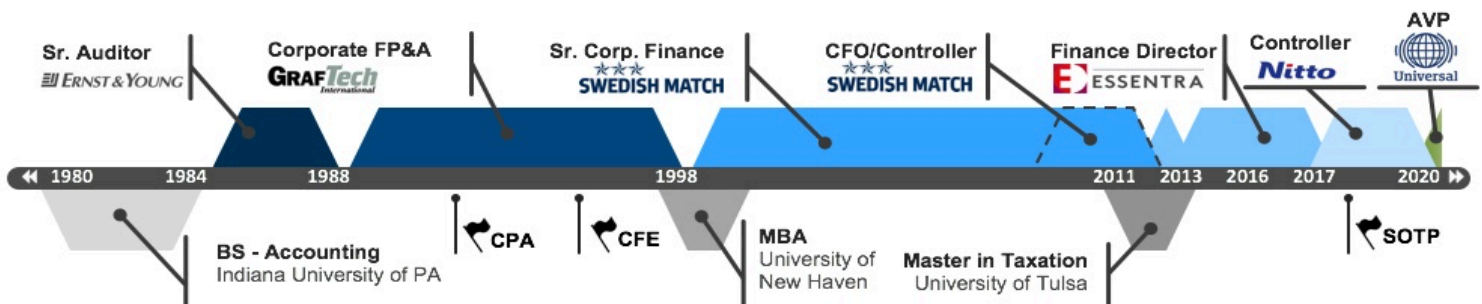 Sr. Auditor
ERNST & YOUNG
Corporate FP&A
GRAFTech
International
Sr. Corp. Finance
SWEDISH MATCH
CFO/Controller
SWEDISH MATCH
Finance Director
ESSENTRA
Controller
Nitto
AVP
Universal
1980 1984 1988 1998 2011 2013 2016 2017 2020
BS - Accounting
Indiana University of PA
CPA
CFE
MBA
University of
New Haven
Master in Taxation
University of Tulsa
SOTP